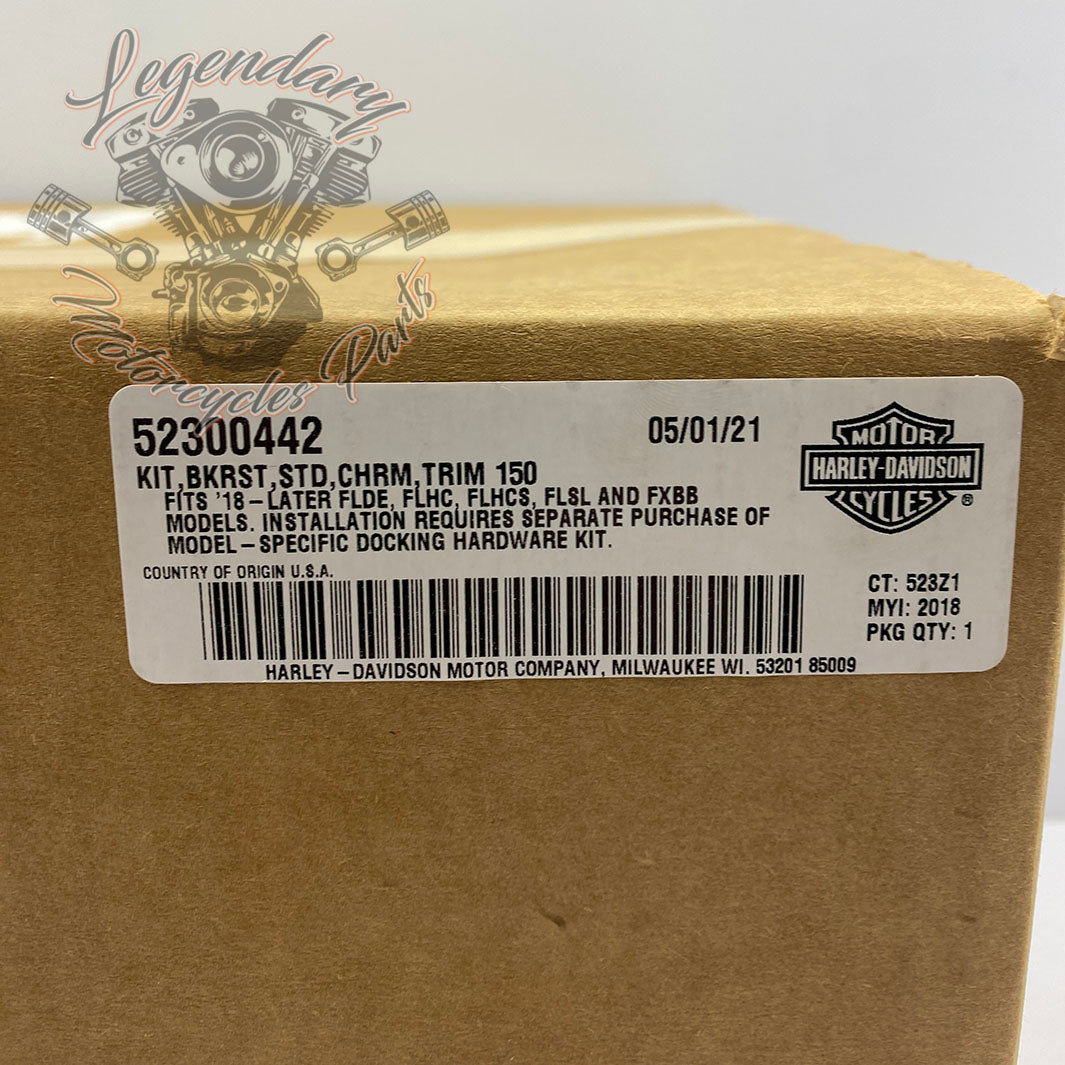 Legendary
Motorcycles Parts
52300442
05/01/21
KIT,BKRST,STD,CHRM,TRIM 150
FITS '18-LATER FLDE, FLHC, FLHCS, FLSL AND FXBB
MODELS. INSTALLATION REQUIRES SEPARATE PURCHASE OF
MODEL-SPECIFIC DOCKING HARDWARE KIT.
MOTOR
HARLEY-DAVIDSON
CYCLES
®
COUNTRY OF ORIGIN U.S.A.
CT: 523Z1
MYI: 2018
PKG QTY: 1
HARLEY-DAVIDSON MOTOR COMPANY, MILWAUKEE WI. 53201 85009